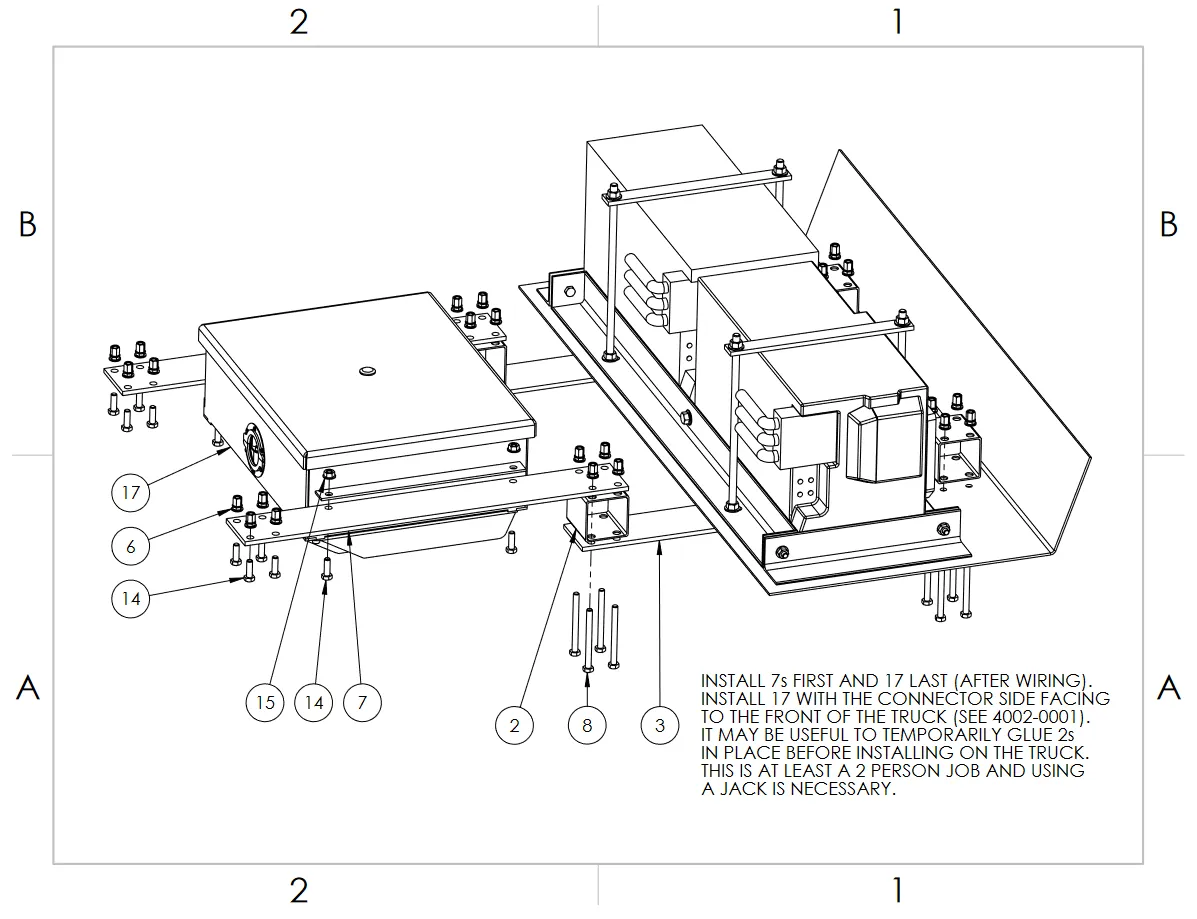 2
1
B
B
17
6
14
15
14
7
2
8
3
A
A
INSTALL 7s FIRST AND 17 LAST (AFTER WIRING).
INSTALL 17 WITH THE CONNECTOR SIDE FACING
TO THE FRONT OF THE TRUCK (SEE 4002-0001).
IT MAY BE USEFUL TO TEMPORARILY GLUE 2s
IN PLACE BEFORE INSTALLING ON THE TRUCK.
THIS IS AT LEAST A 2 PERSON JOB AND USING
A JACK IS NECESSARY.
2
1